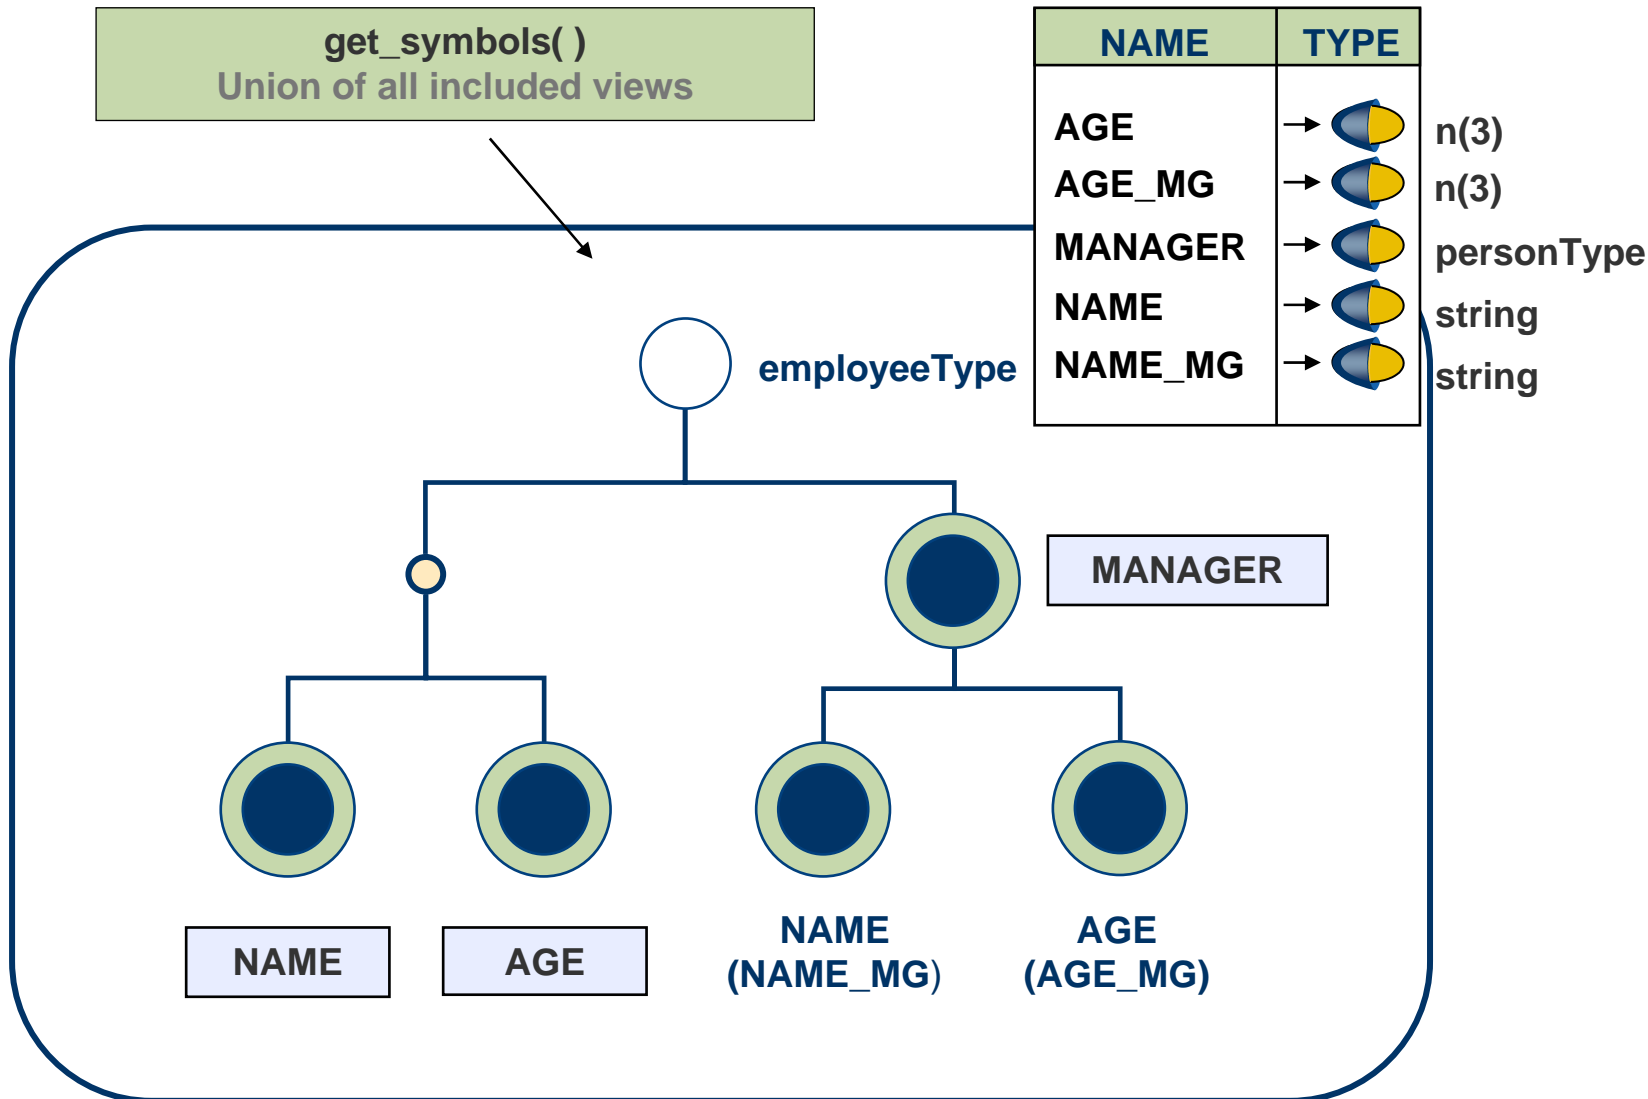 get_symbols( )
Union of all included views
NAME TYPE
AGE n(3)
AGE_MG n(3)
MANAGER personType
NAME string
NAME_MG string
employeeType
MANAGER
NAME
AGE
NAME
(NAME_MG)
AGE
(AGE_MG)